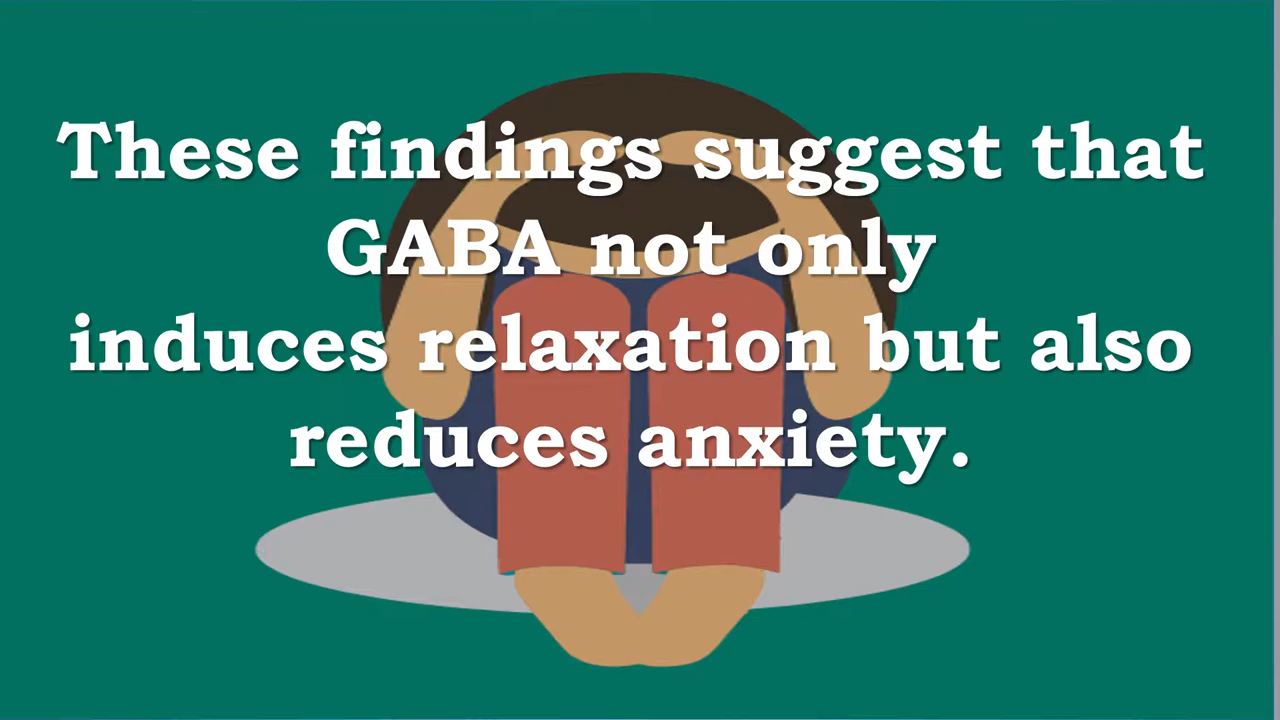 These findings suggest that
GABA not only
induces relaxation but also
reduces anxiety.